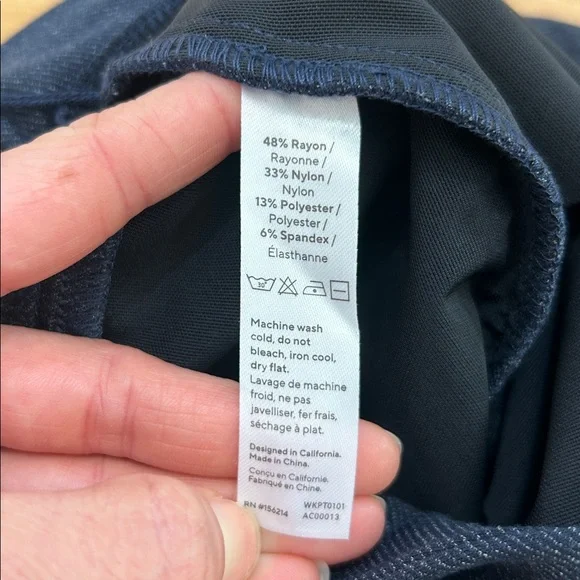 48% Rayon /
Rayonne /
33% Nylon /
Nylon
13% Polyester /
Polyester /
6% Spandex /
Élasthanne
30°
Machine wash
cold, do not
bleach, iron cool,
dry flat.
Lavage de machine
froid, ne pas
javelliser, fer frais,
séchage à plat.
Designed in California.
Made in China.
Conçu en Californie.
Fabriqué en Chine.
RN #156214 WKPT0101
AC00013